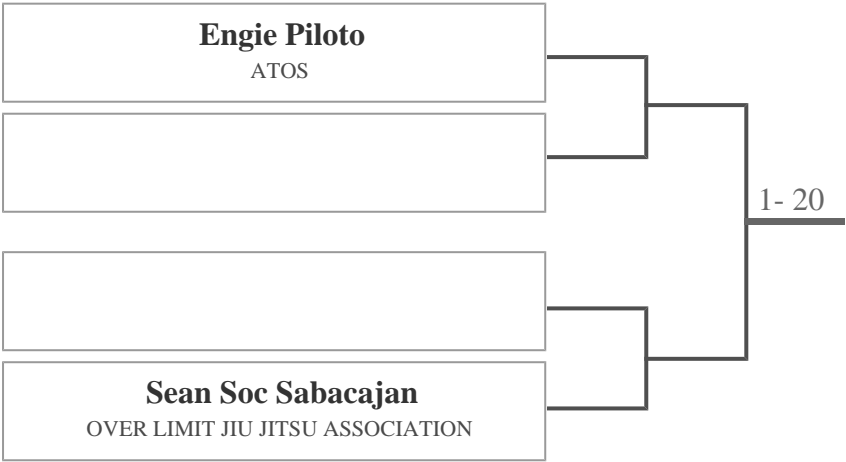 Engie Piloto
ATOS
1- 20
Sean Soc Sabacajan
OVER LIMIT JIU JITSU ASSOCIATION